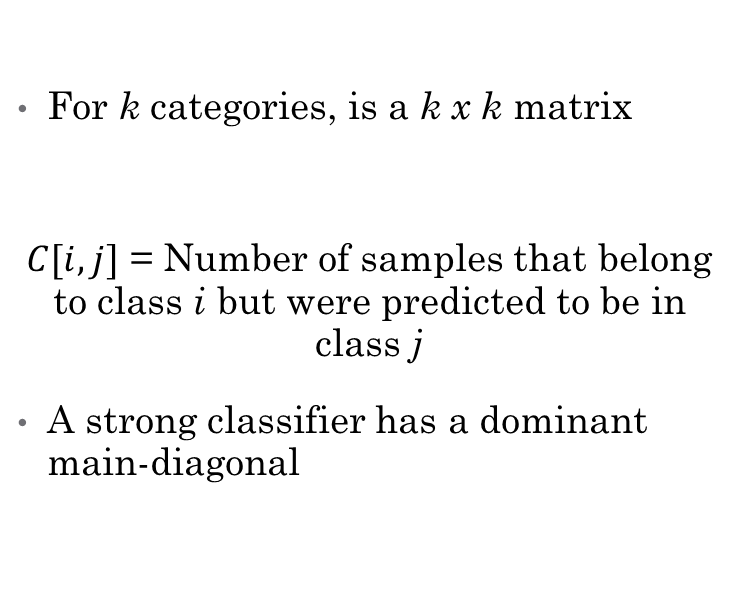 • For k categories, is a k x k matrix
C[i,j] = Number of samples that belong
to class i but were predicted to be in
class j
• A strong classifier has a dominant
main-diagonal